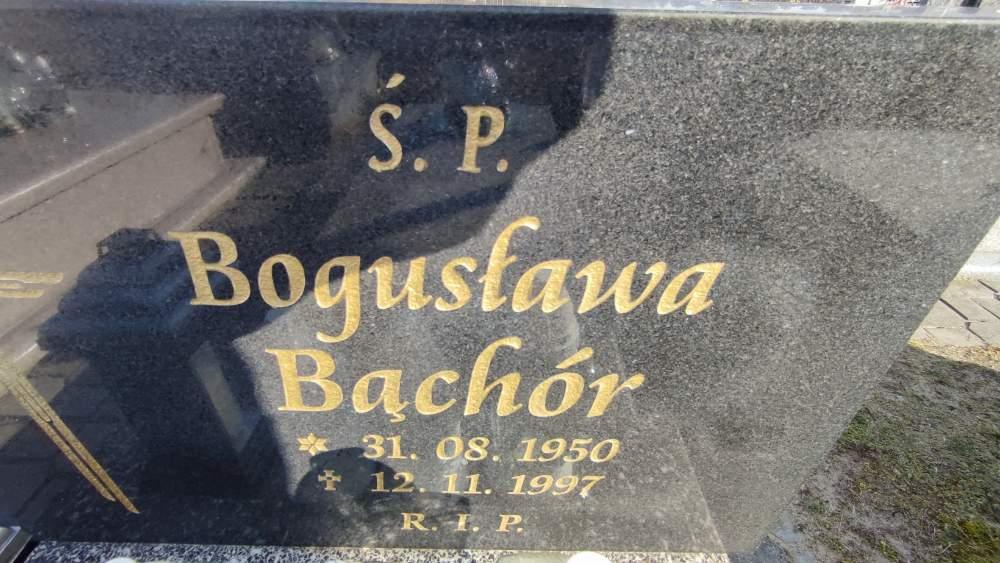 Ś. P.
Bogusława
Bąchór
* 31. 08. 1950
✝ 12. 11. 1997
R. I. P.